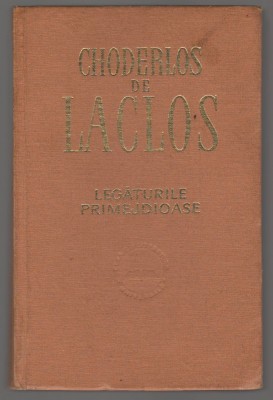 CHODERLOS
DE
LACLOS
LEGĂTURILE
PRIMEJDIOASE